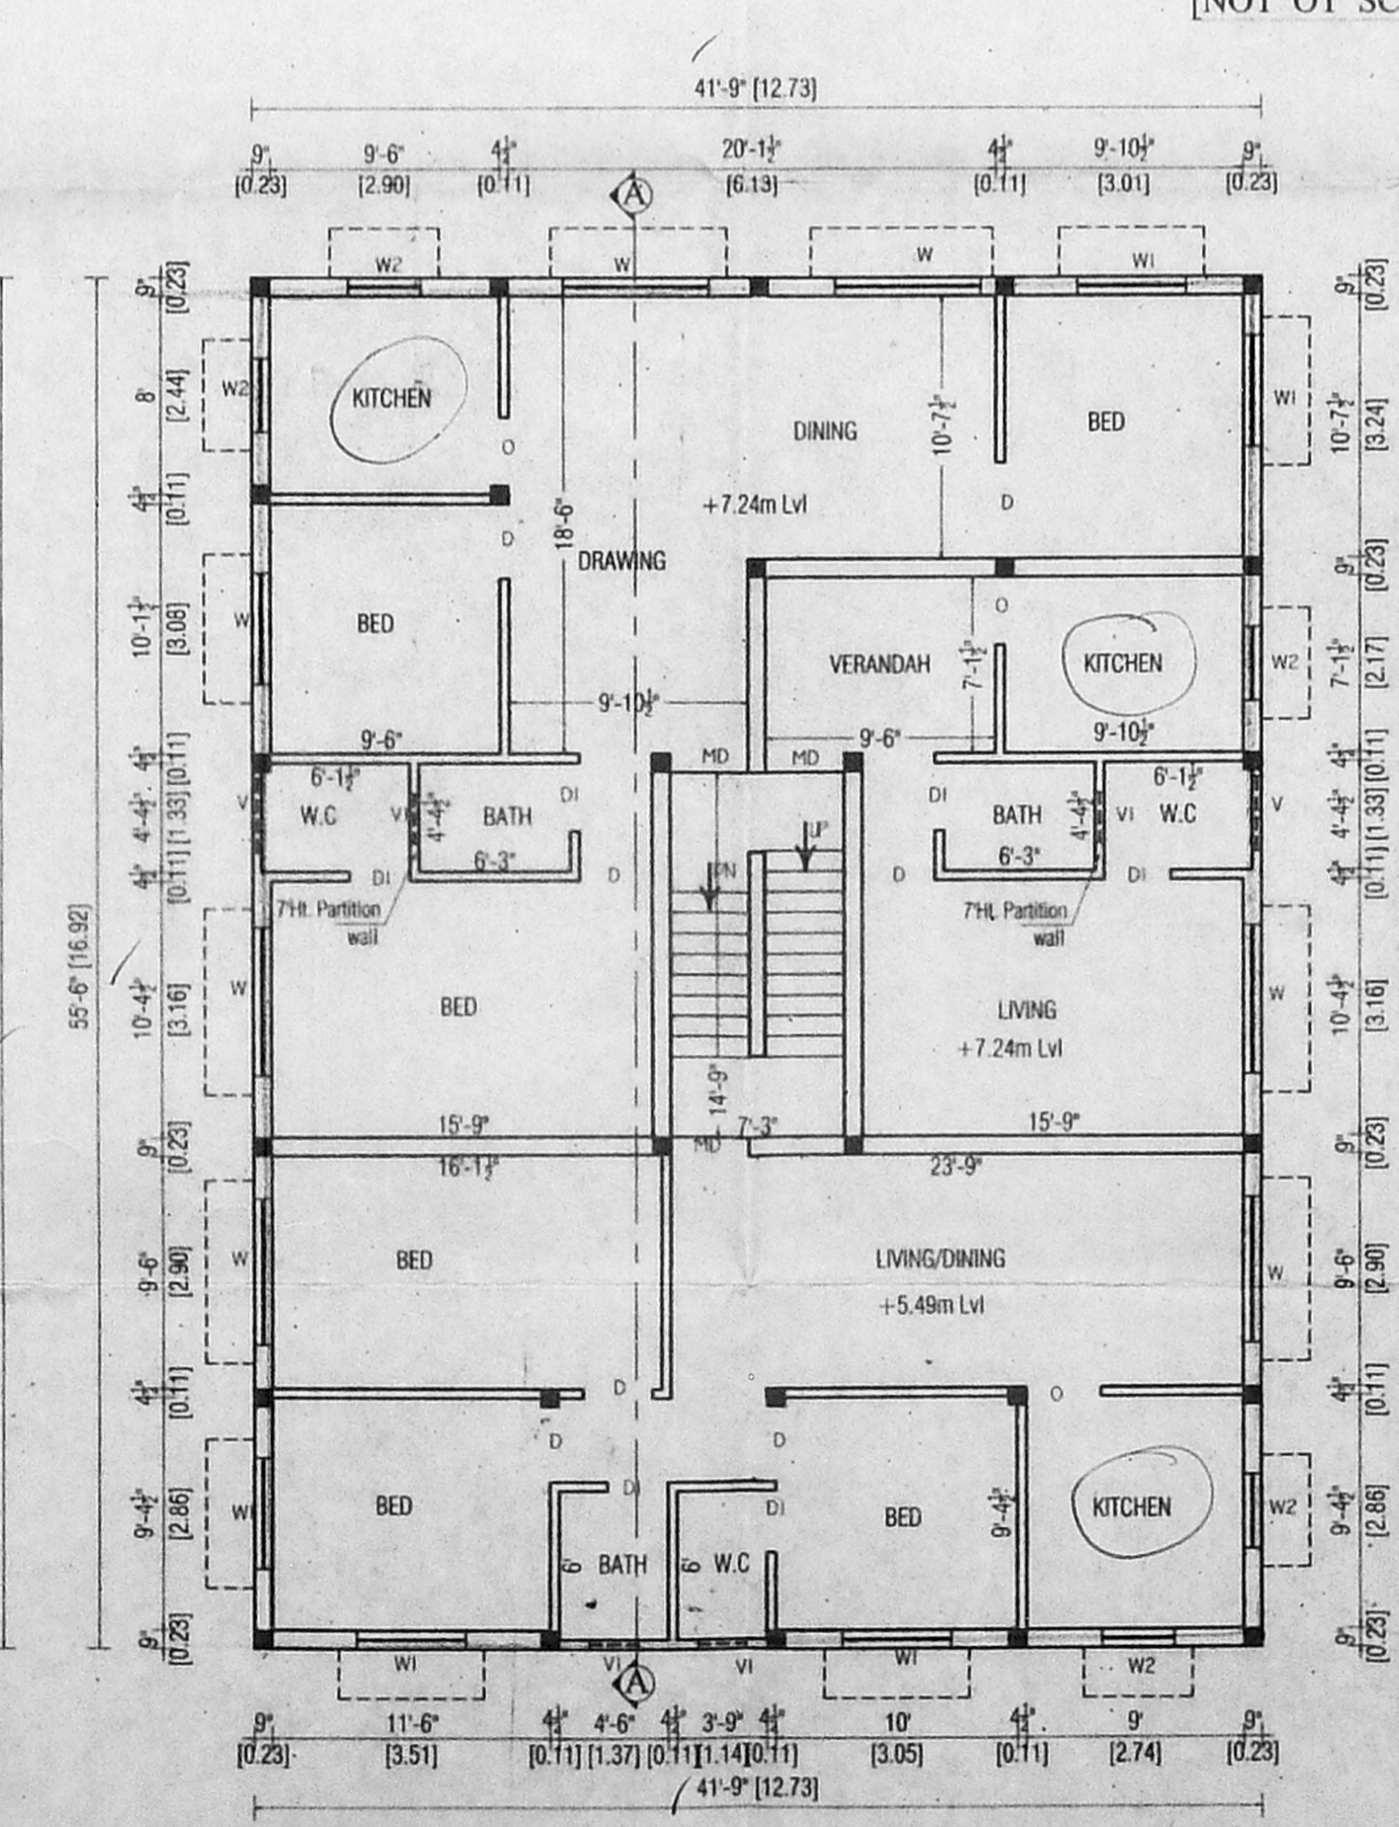 [NOT OT SC
41'-9" [12.73]
9" 9'-6" 4½" 20'-1½" 4½" 9'-10½" 9"
[0.23] [2.90] [0.11] [6.13] [0.11] [3.01] [0.23]
A
W2 W W W1
9" [0.23]
9" [0.23]
8' [2.44]
W2
KITCHEN
O
DINING
10'-7½"
BED
W1
10'-7½" [3.24]
4½" [0.11]
D
18'-6"
+7.24m Lvl
D
DRAWING
9" [0.23]
10'-1½" [3.08]
W
BED
O
VERANDAH
7'-1½"
KITCHEN
W2
7'-1½" [2.17]
9'-10½"
9'-6"
9'-6"
9'-10½"
4½" [0.11]
MD MD
4½" [0.11]
6'-1½"
6'-1½"
4'-4½" [1.33]
V
W.C
V1
4'-4½"
BATH
D1
UP
D1
BATH
4'-4½"
V1
W.C
V
4'-4½" [1.33]
6'-3"
6'-3"
4½" [0.11]
D1
D
DN
D
D1
4½" [0.11]
7'Ht. Partition
wall
7'Ht. Partition
wall
55'-6" [16.92]
10'-4½" [3.16]
W
BED
LIVING
+7.24m Lvl
W
10'-4½" [3.16]
14'-9"
15'-9"
7'-3"
15'-9"
9" [0.23]
MD
9" [0.23]
16'-1½"
23'-9"
9'-6" [2.90]
W
BED
LIVING/DINING
+5.49m Lvl
W
9'-6" [2.90]
4½" [0.11]
D
O
4½" [0.11]
D
D
9'-4½" [2.86]
W1
BED
D1
D1
BED
9'-4½"
KITCHEN
W2
9'-4½" [2.86]
6'
BATH
6'
W.C
9" [0.23]
9" [0.23]
W1 V1 V1 W1 W2
A
9" 11'-6" 4½" 4'-6" 4½" 3'-9" 4½" 10' 4½" 9' 9"
[0.23] [3.51] [0.11] [1.37] [0.11] [1.14] [0.11] [3.05] [0.11] [2.74] [0.23]
41'-9" [12.73]